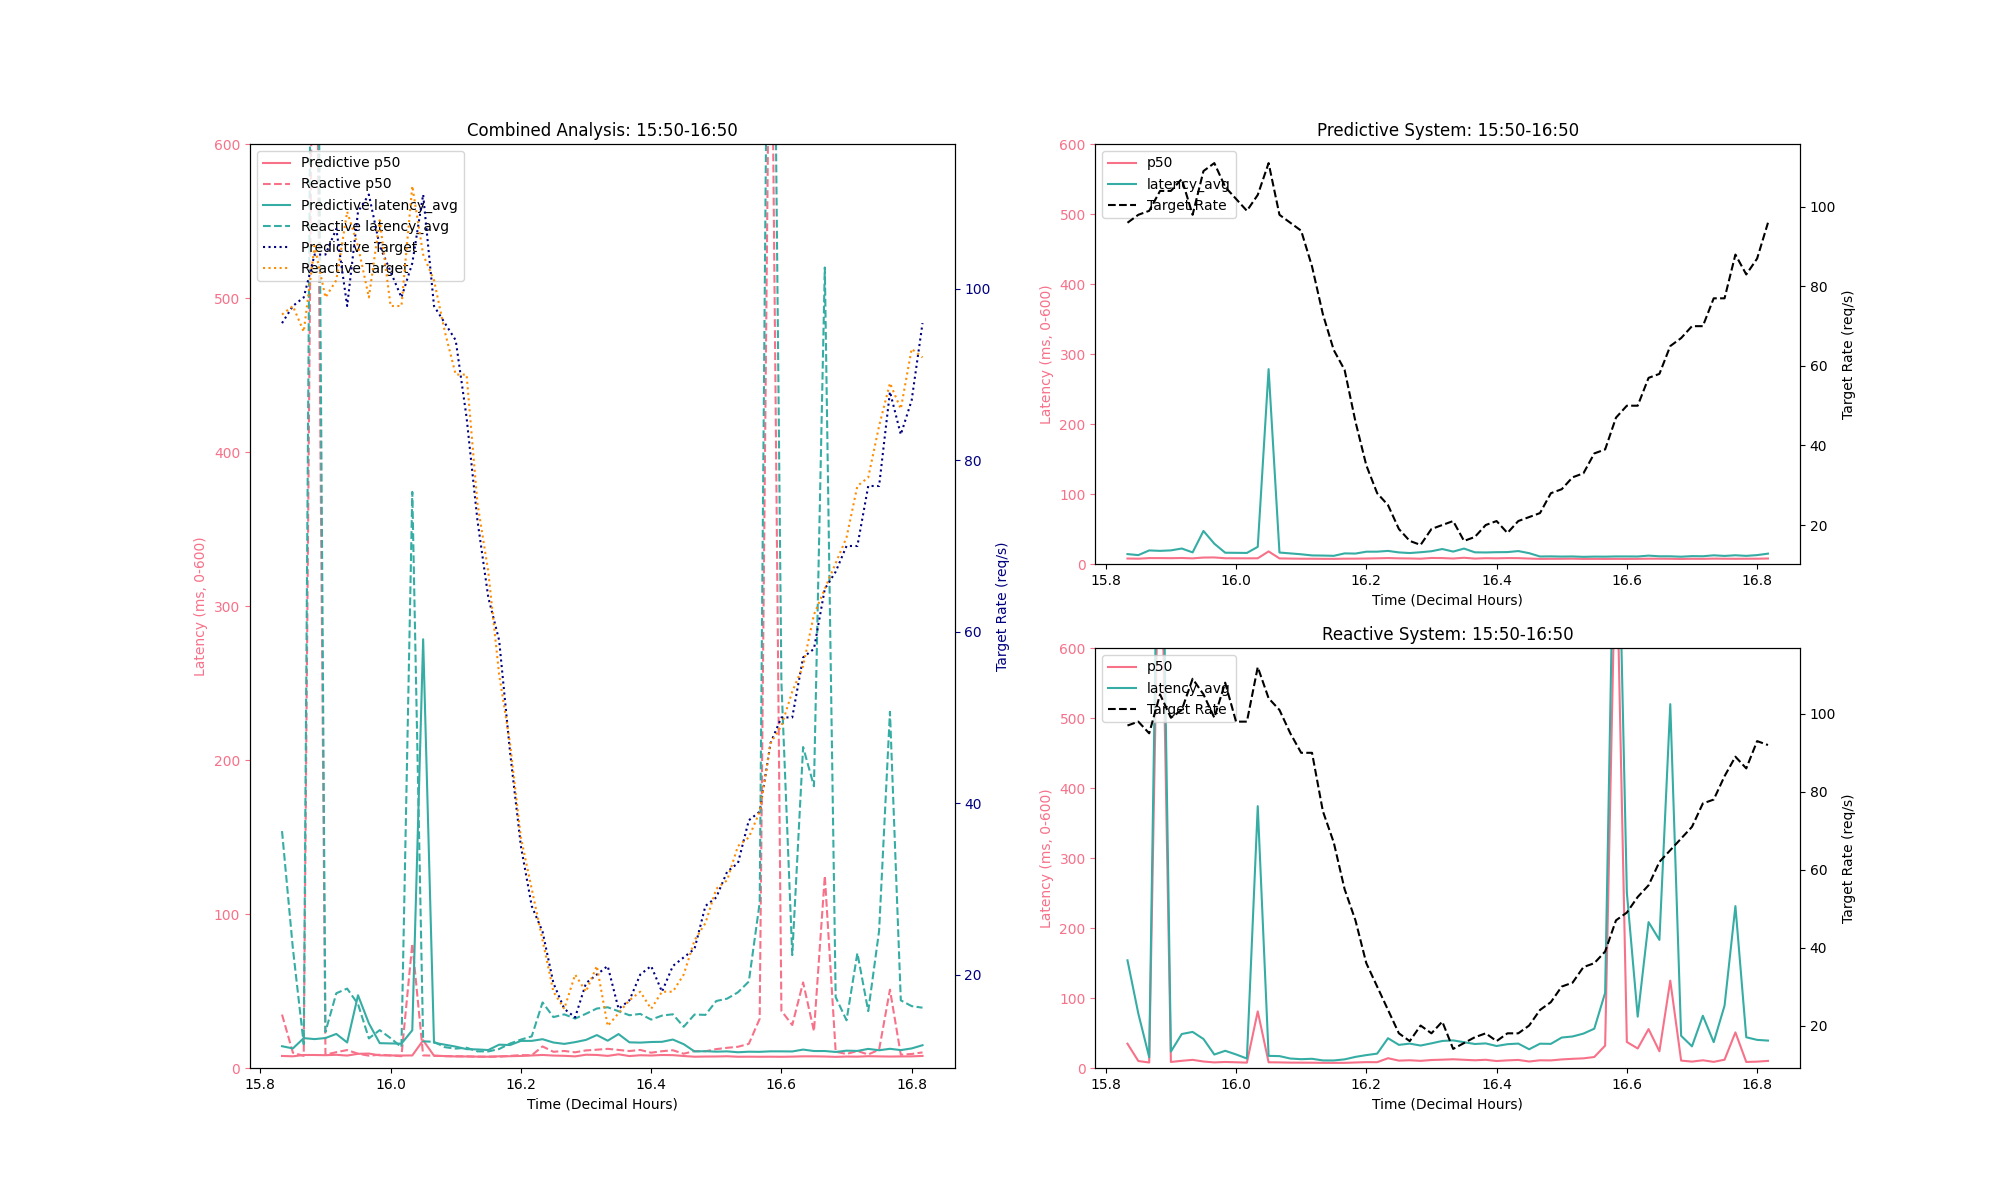 Combined Analysis: 15:50-16:50
Predictive p50
Reactive p50
Predictive latency_avg
Reactive latency_avg
Predictive Target
Reactive Target
600
500
400
300
200
100
0
Latency (ms, 0-600)
100
80
60
40
20
Target Rate (req/s)
15.8 16.0 16.2 16.4 16.6 16.8
Time (Decimal Hours)
Predictive System: 15:50-16:50
p50
latency_avg
Target Rate
600
500
400
300
200
100
0
Latency (ms, 0-600)
100
80
60
40
20
Target Rate (req/s)
15.8 16.0 16.2 16.4 16.6 16.8
Time (Decimal Hours)
Reactive System: 15:50-16:50
p50
latency_avg
Target Rate
600
500
400
300
200
100
0
Latency (ms, 0-600)
100
80
60
40
20
Target Rate (req/s)
15.8 16.0 16.2 16.4 16.6 16.8
Time (Decimal Hours)